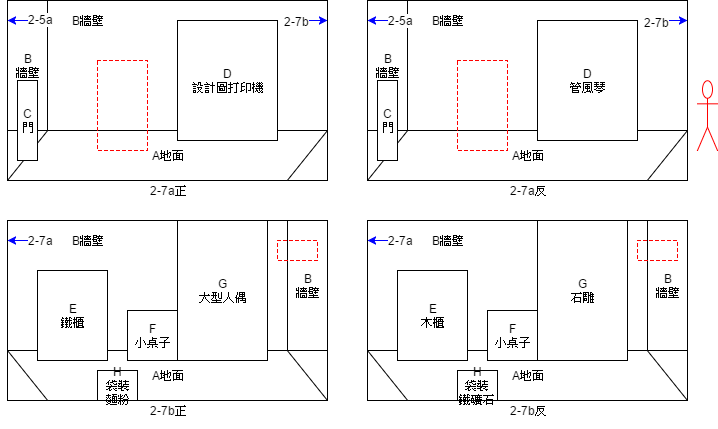 2-5a
B牆壁
2-7b
B
牆壁
D
設計圖打印機
C
門
A地面
2-7a正
2-5a
B牆壁
2-7b
B
牆壁
D
管風琴
C
門
A地面
2-7a反
2-7a
B牆壁
G
大型人偶
B
牆壁
E
鐵櫃
F
小桌子
H
袋裝
麵粉
A地面
2-7b正
2-7a
B牆壁
G
石雕
B
牆壁
E
木櫃
F
小桌子
H
袋裝
鐵礦石
A地面
2-7b反